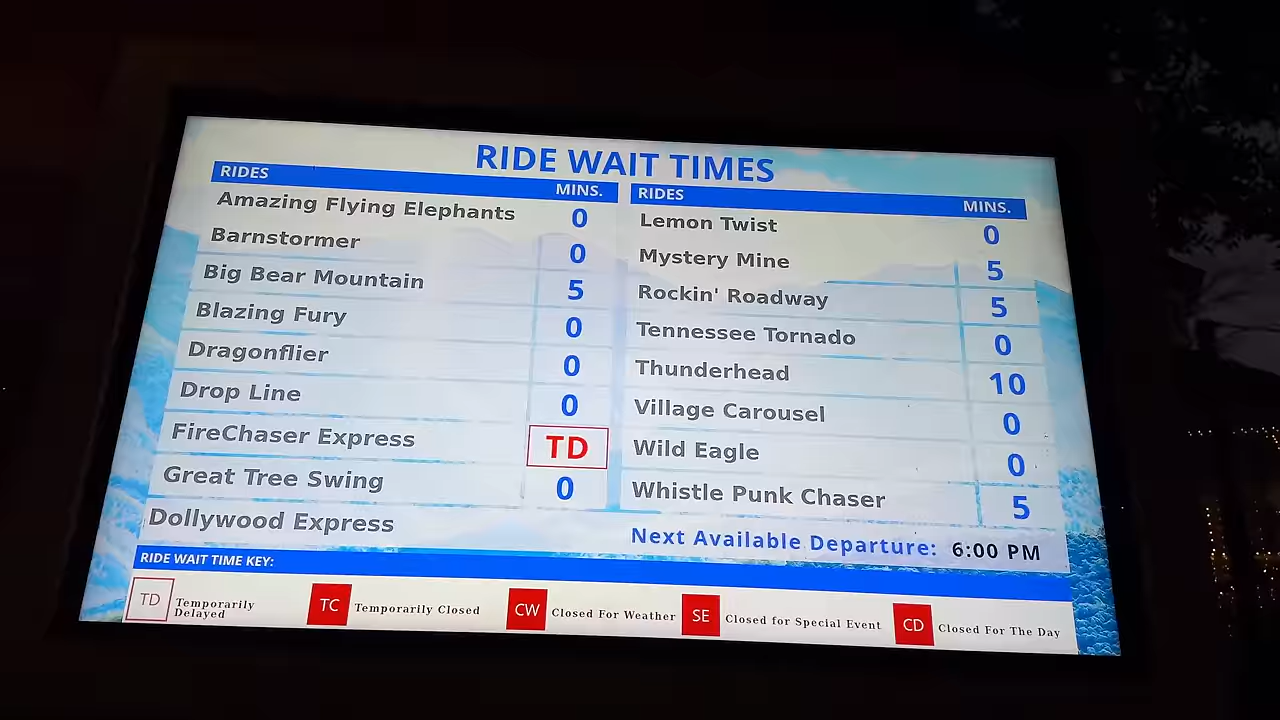 RIDE WAIT TIMES
RIDES MINS.
Amazing Flying Elephants 0
Barnstormer 0
Big Bear Mountain 5
Blazing Fury 0
Dragonflier 0
Drop Line 0
FireChaser Express TD
Great Tree Swing 0
RIDES MINS.
Lemon Twist 0
Mystery Mine 5
Rockin' Roadway 5
Tennessee Tornado 0
Thunderhead 10
Village Carousel 0
Wild Eagle 0
Whistle Punk Chaser 5
Dollywood Express Next Available Departure: 6:00 PM
RIDE WAIT TIME KEY:
TD Temporarily Delayed
TC Temporarily Closed
CW Closed For Weather
SE Closed for Special Event
CD Closed For The Day